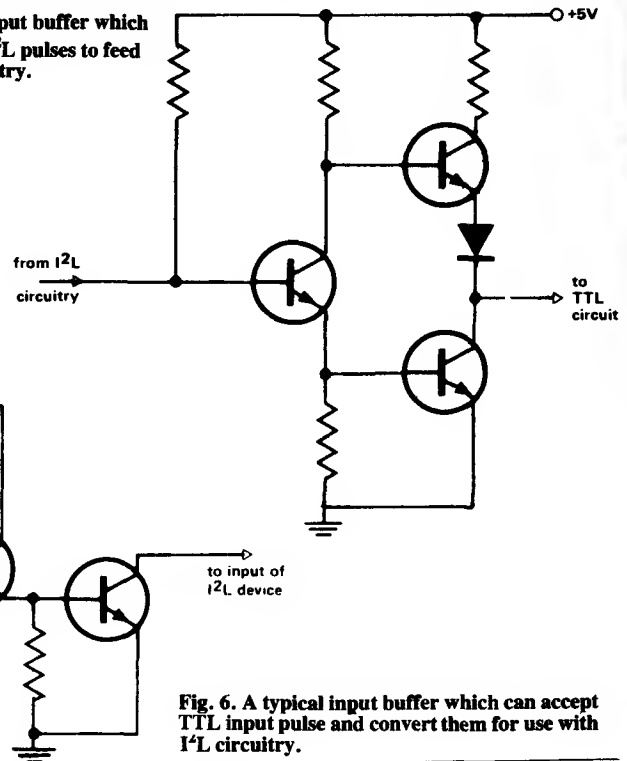 put buffer which
²L pulses to feed
try.
+5V
from I²L
circuitry
to
TTL
circuit
to input of
I²L device
Fig. 6. A typical input buffer which can accept
TTL input pulse and convert them for use with
I²L circuitry.